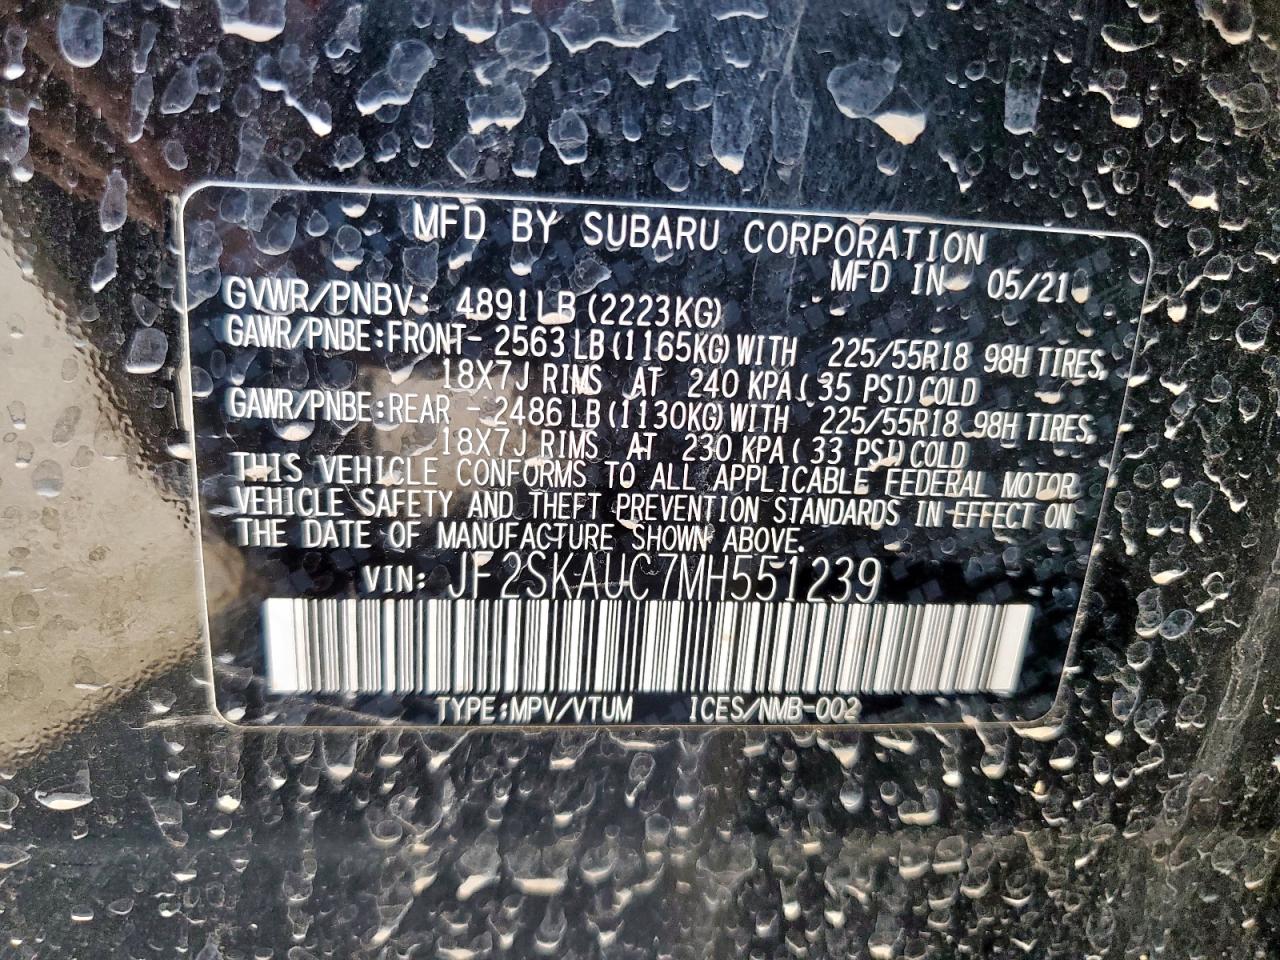 MFD BY SUBARU CORPORATION
MFD IN 05/21
GVWR/PNBV: 4891LB (2223KG)
GAWR/PNBE:FRONT- 2563 LB (1165KG) WITH 225/55R18 98H TIRES,
18X7J RIMS AT 240 KPA ( 35 PSI) COLD
GAWR/PNBE:REAR - 2486 LB (1130KG) WITH 225/55R18 98H TIRES,
18X7J RIMS AT 230 KPA ( 33 PSI) COLD
THIS VEHICLE CONFORMS TO ALL APPLICABLE FEDERAL MOTOR
VEHICLE SAFETY AND THEFT PREVENTION STANDARDS IN EFFECT ON
THE DATE OF MANUFACTURE SHOWN ABOVE.
VIN: JF2SKAUC7MH551239
TYPE:MPV/VTUM ICES/NMB-002